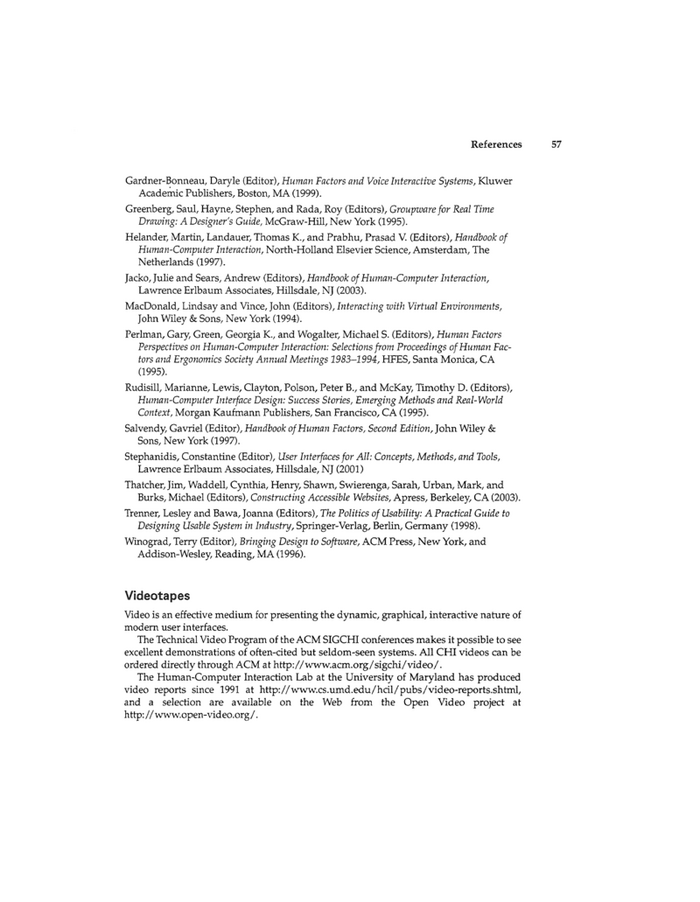 References 57
Gardner-Bonneau, Daryle (Editor), Human Factors and Voice Interactive Systems, Kluwer
Academic Publishers, Boston, MA (1999).
Greenberg, Saul, Hayne, Stephen, and Rada, Roy (Editors), Groupware for Real Time
Drawing: A Designer's Guide, McGraw-Hill, New York (1995).
Helander, Martin, Landauer, Thomas K., and Prabhu, Prasad V. (Editors), Handbook of
Human-Computer Interaction, North-Holland Elsevier Science, Amsterdam, The
Netherlands (1997).
Jacko, Julie and Sears, Andrew (Editors), Handbook of Human-Computer Interaction,
Lawrence Erlbaum Associates, Hillsdale, NJ (2003).
MacDonald, Lindsay and Vince, John (Editors), Interacting with Virtual Environments,
John Wiley & Sons, New York (1994).
Perlman, Gary, Green, Georgia K., and Wogalter, Michael S. (Editors), Human Factors
Perspectives on Human-Computer Interaction: Selections from Proceedings of Human Fac-
tors and Ergonomics Society Annual Meetings 1983–1994, HFES, Santa Monica, CA
(1995).
Rudisill, Marianne, Lewis, Clayton, Polson, Peter B., and McKay, Timothy D. (Editors),
Human-Computer Interface Design: Success Stories, Emerging Methods and Real-World
Context, Morgan Kaufmann Publishers, San Francisco, CA (1995).
Salvendy, Gavriel (Editor), Handbook of Human Factors, Second Edition, John Wiley &
Sons, New York (1997).
Stephanidis, Constantine (Editor), User Interfaces for All: Concepts, Methods, and Tools,
Lawrence Erlbaum Associates, Hillsdale, NJ (2001)
Thatcher, Jim, Waddell, Cynthia, Henry, Shawn, Swierenga, Sarah, Urban, Mark, and
Burks, Michael (Editors), Constructing Accessible Websites, Apress, Berkeley, CA (2003).
Trenner, Lesley and Bawa, Joanna (Editors), The Politics of Usability: A Practical Guide to
Designing Usable System in Industry, Springer-Verlag, Berlin, Germany (1998).
Winograd, Terry (Editor), Bringing Design to Software, ACM Press, New York, and
Addison-Wesley, Reading, MA (1996).
Videotapes
Video is an effective medium for presenting the dynamic, graphical, interactive nature of
modern user interfaces.
The Technical Video Program of the ACM SIGCHI conferences makes it possible to see
excellent demonstrations of often-cited but seldom-seen systems. All CHI videos can be
ordered directly through ACM at http://www.acm.org/sigchi/video/.
The Human-Computer Interaction Lab at the University of Maryland has produced
video reports since 1991 at http://www.cs.umd.edu/hcil/pubs/video-reports.shtml,
and a selection are available on the Web from the Open Video project at
http://www.open-video.org/.